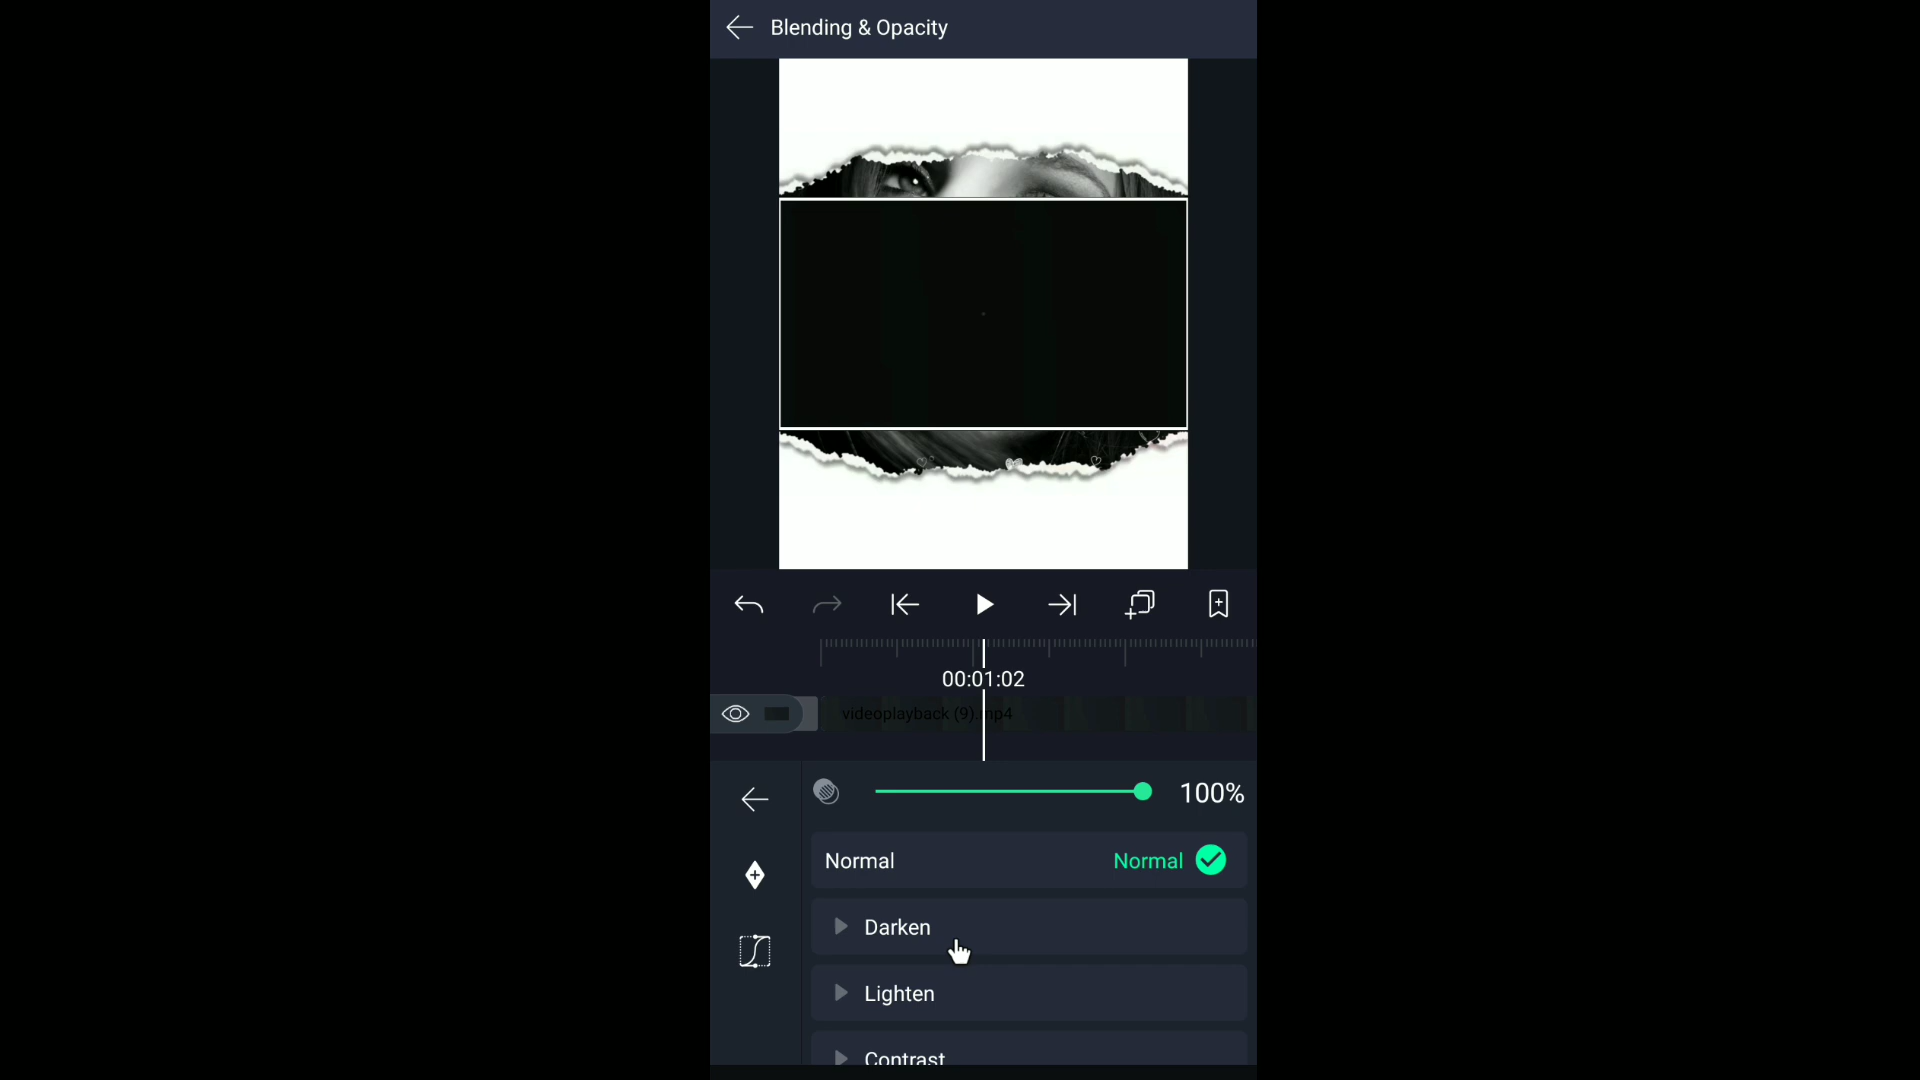 Blending & Opacity
00:01:02
videoplayback (9).mp4
100%
Normal Normal
Darken
Lighten
Contrast